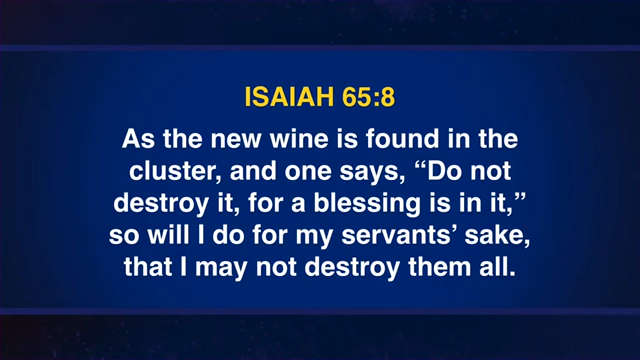 ISAIAH 65:8
As the new wine is found in the
cluster, and one says, “Do not
destroy it, for a blessing is in it,”
so will I do for my servants’ sake,
that I may not destroy them all.